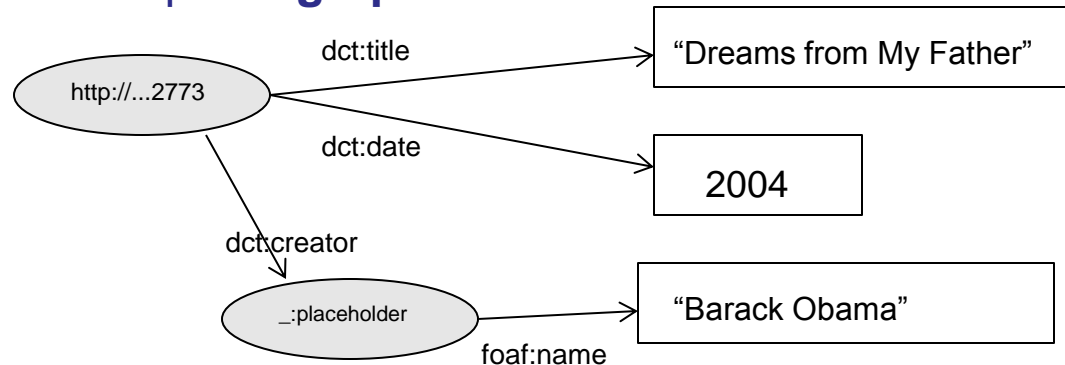 dct:title
“Dreams from My Father”
http://...2773
dct:date
2004
dct:creator
_:placeholder
“Barack Obama”
foaf:name